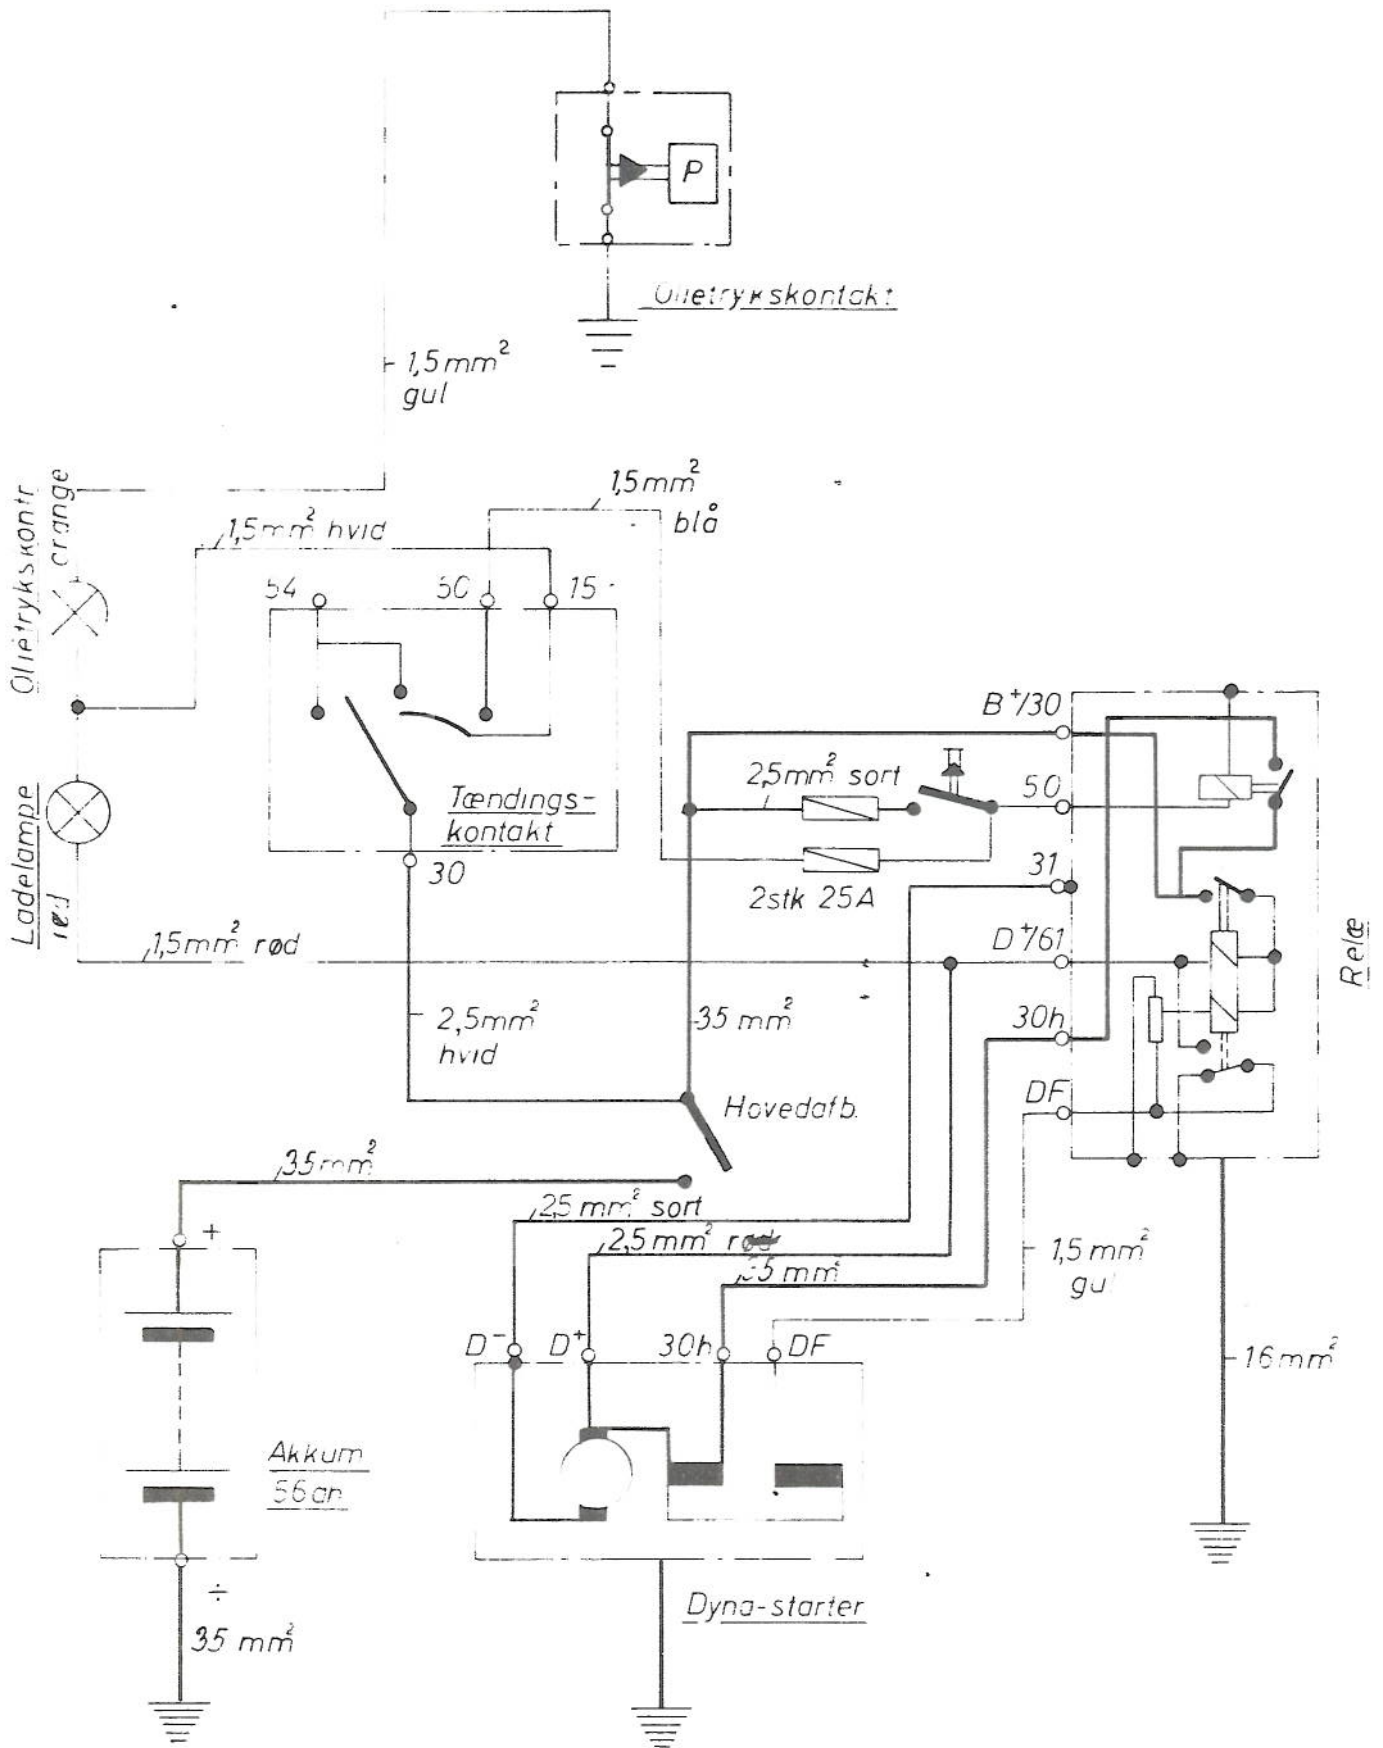 P
Olietrykskontakt
1,5mm²
gul
Olietrykskontr
orange
1,5mm²
blå
1,5mm² hvid
54
50
15
Tændings-
kontakt
30
Ladelampe
rød
1,5mm² rød
2,5mm²
hvid
B⁺/30
2,5mm² sort
50
31
2stk 25A
D⁺/61
30h
35 mm²
DF
Relæ
Hovedafb.
35mm²
2,5 mm² sort
2,5mm² rød
35 mm²
1,5 mm²
gul
+
D⁻
D⁺
30h
DF
16mm²
Akkum
56ah
÷
35 mm²
Dyna-starter